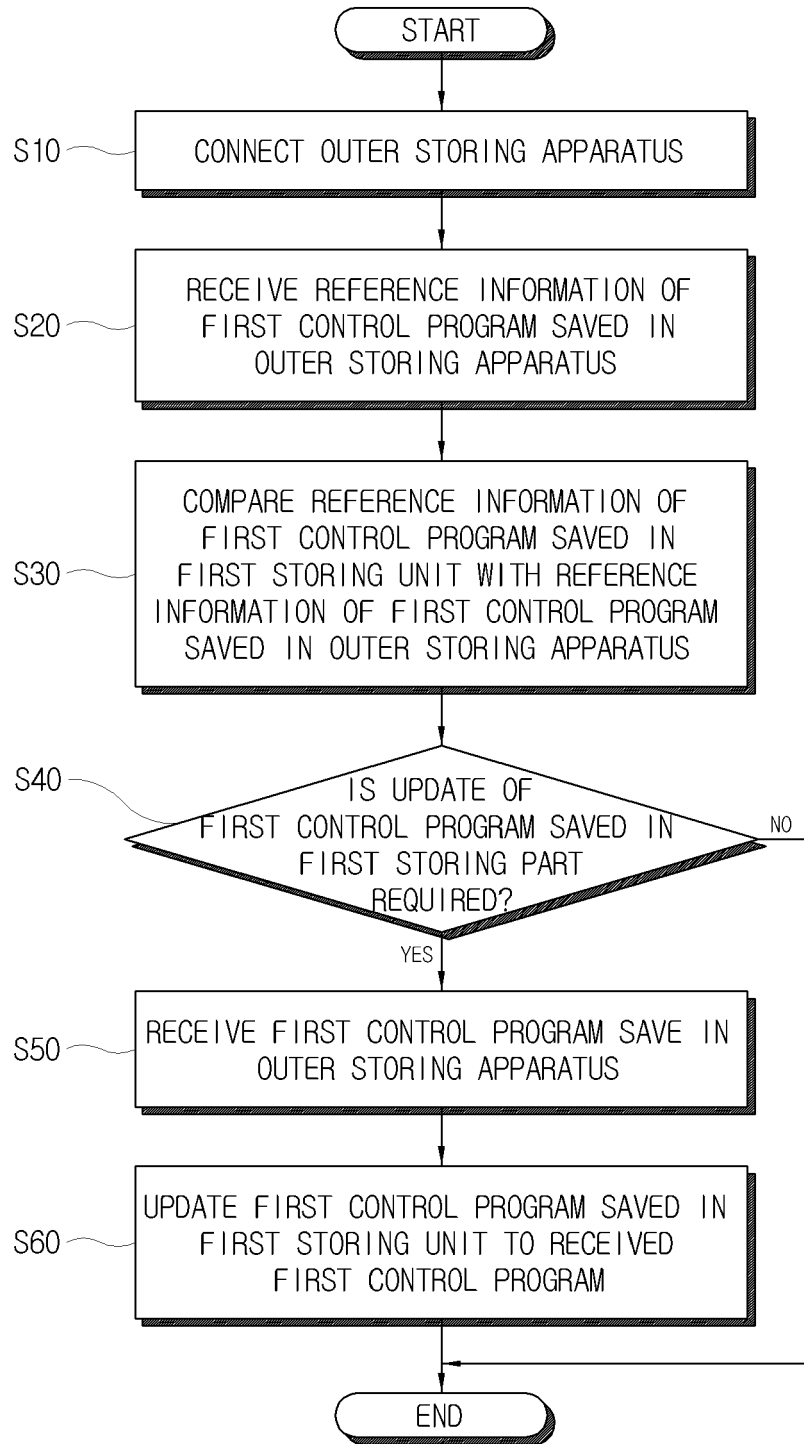 START
S10
CONNECT OUTER STORING APPARATUS
S20
RECEIVE REFERENCE INFORMATION OF
FIRST CONTROL PROGRAM SAVED IN
OUTER STORING APPARATUS
S30
COMPARE REFERENCE INFORMATION OF
FIRST CONTROL PROGRAM SAVED IN
FIRST STORING UNIT WITH REFERENCE
INFORMATION OF FIRST CONTROL PROGRAM
SAVED IN OUTER STORING APPARATUS
S40
IS UPDATE OF
FIRST CONTROL PROGRAM SAVED IN
FIRST STORING PART
REQUIRED?
NO
YES
S50
RECEIVE FIRST CONTROL PROGRAM SAVE IN
OUTER STORING APPARATUS
S60
UPDATE FIRST CONTROL PROGRAM SAVED IN
FIRST STORING UNIT TO RECEIVED
FIRST CONTROL PROGRAM
END